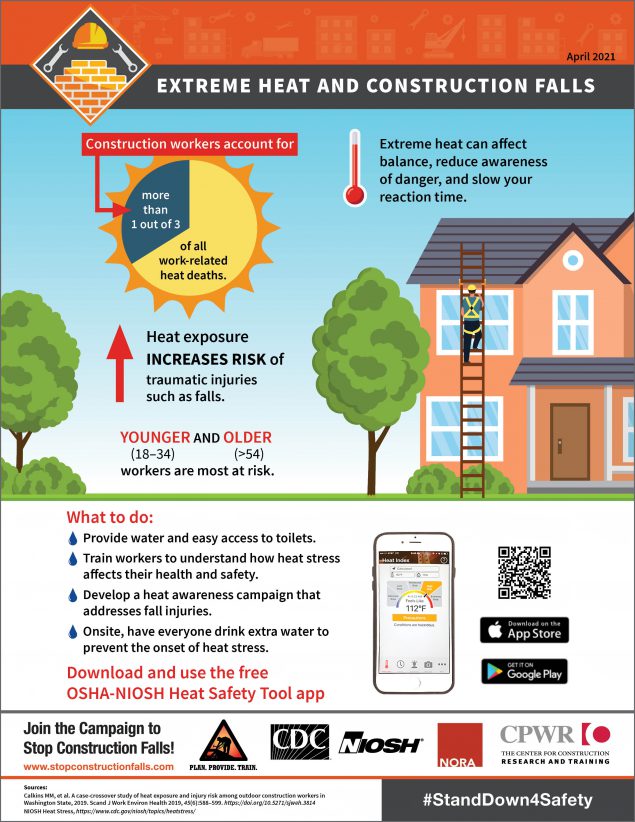 April 2021
EXTREME HEAT AND CONSTRUCTION FALLS
Construction workers account for
more
than
1 out of 3
of all
work-related
heat deaths.
Extreme heat can affect
balance, reduce awareness
of danger, and slow your
reaction time.
Heat exposure
INCREASES RISK of
traumatic injuries
such as falls.
YOUNGER AND OLDER
(18–34) (>54)
workers are most at risk.
What to do:
Provide water and easy access to toilets.
Train workers to understand how heat stress
affects their health and safety.
Develop a heat awareness campaign that
addresses fall injuries.
Onsite, have everyone drink extra water to
prevent the onset of heat stress.
Download and use the free
OSHA-NIOSH Heat Safety Tool app
Heat Index
Feels Like
112°F
Precautions
Conditions are hazardous.
Download on the
App Store
GET IT ON
Google Play
Join the Campaign to
Stop Construction Falls!
www.stopconstructionfalls.com
PLAN. PROVIDE. TRAIN.
CDC
NIOSH
NORA
CPWR
THE CENTER FOR CONSTRUCTION
RESEARCH AND TRAINING
Sources:
Calkins MM, et al. A case-crossover study of heat exposure and injury risk among outdoor construction workers in
Washington State, 2019. Scand J Work Environ Health 2019, 45(6):588–599. https://doi.org/10.5271/sjweh.3814
NIOSH Heat Stress, https://www.cdc.gov/niosh/topics/heatstress/
#StandDown4Safety